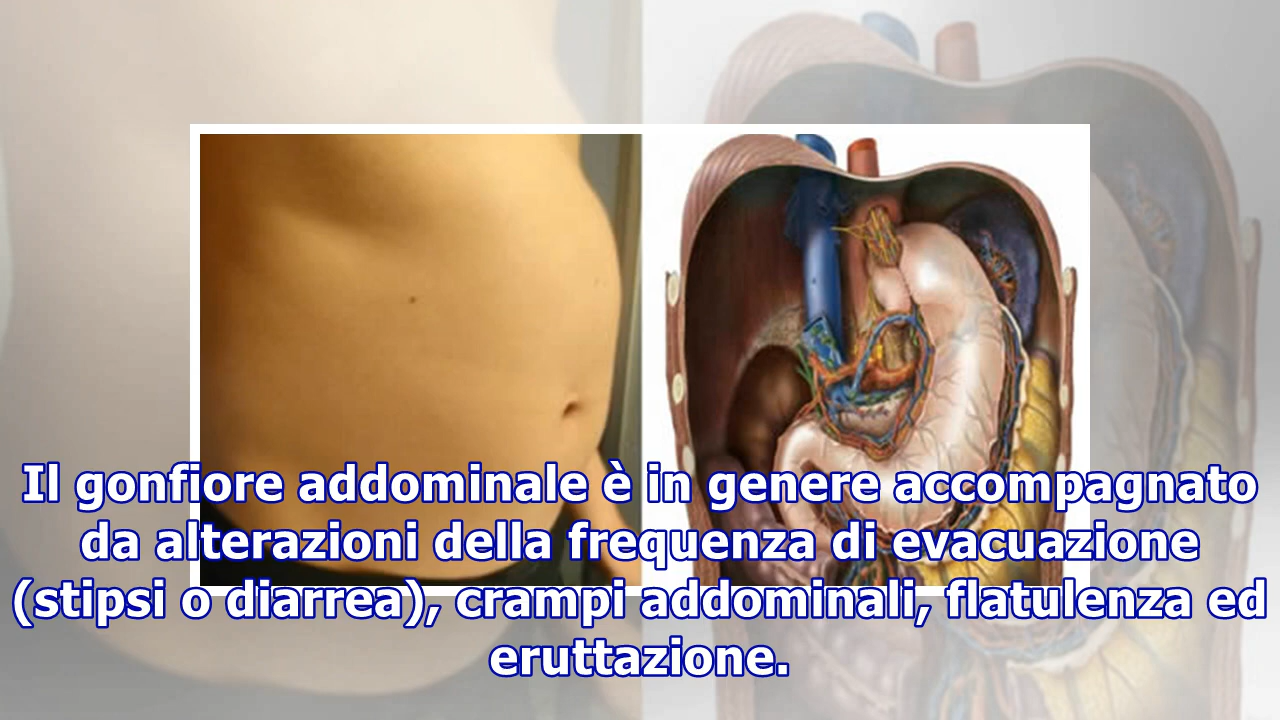 Il gonfiore addominale è in genere accompagnato
da alterazioni della frequenza di evacuazione
(stipsi o diarrea), crampi addominali, flatulenza ed
eruttazione.